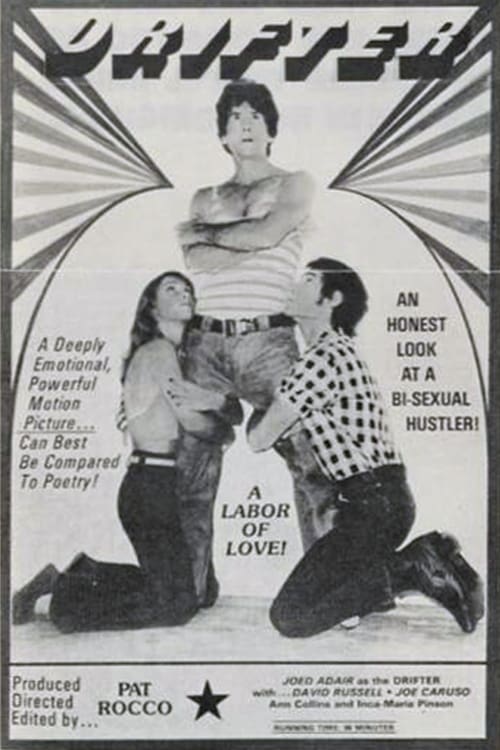 DRIFTER
AN
HONEST
LOOK
AT A
BI-SEXUAL
HUSTLER!
A Deeply
Emotional,
Powerful
Motion
Picture...
Can Best
Be Compared
To Poetry!
A
LABOR
OF
LOVE!
Produced
Directed
Edited by...
PAT
ROCCO
JOED ADAIR as the DRIFTER
with...DAVID RUSSELL • JOE CARUSO
Ann Collins and Inca-Maria Pinson
RUNNING TIME: MINUTES